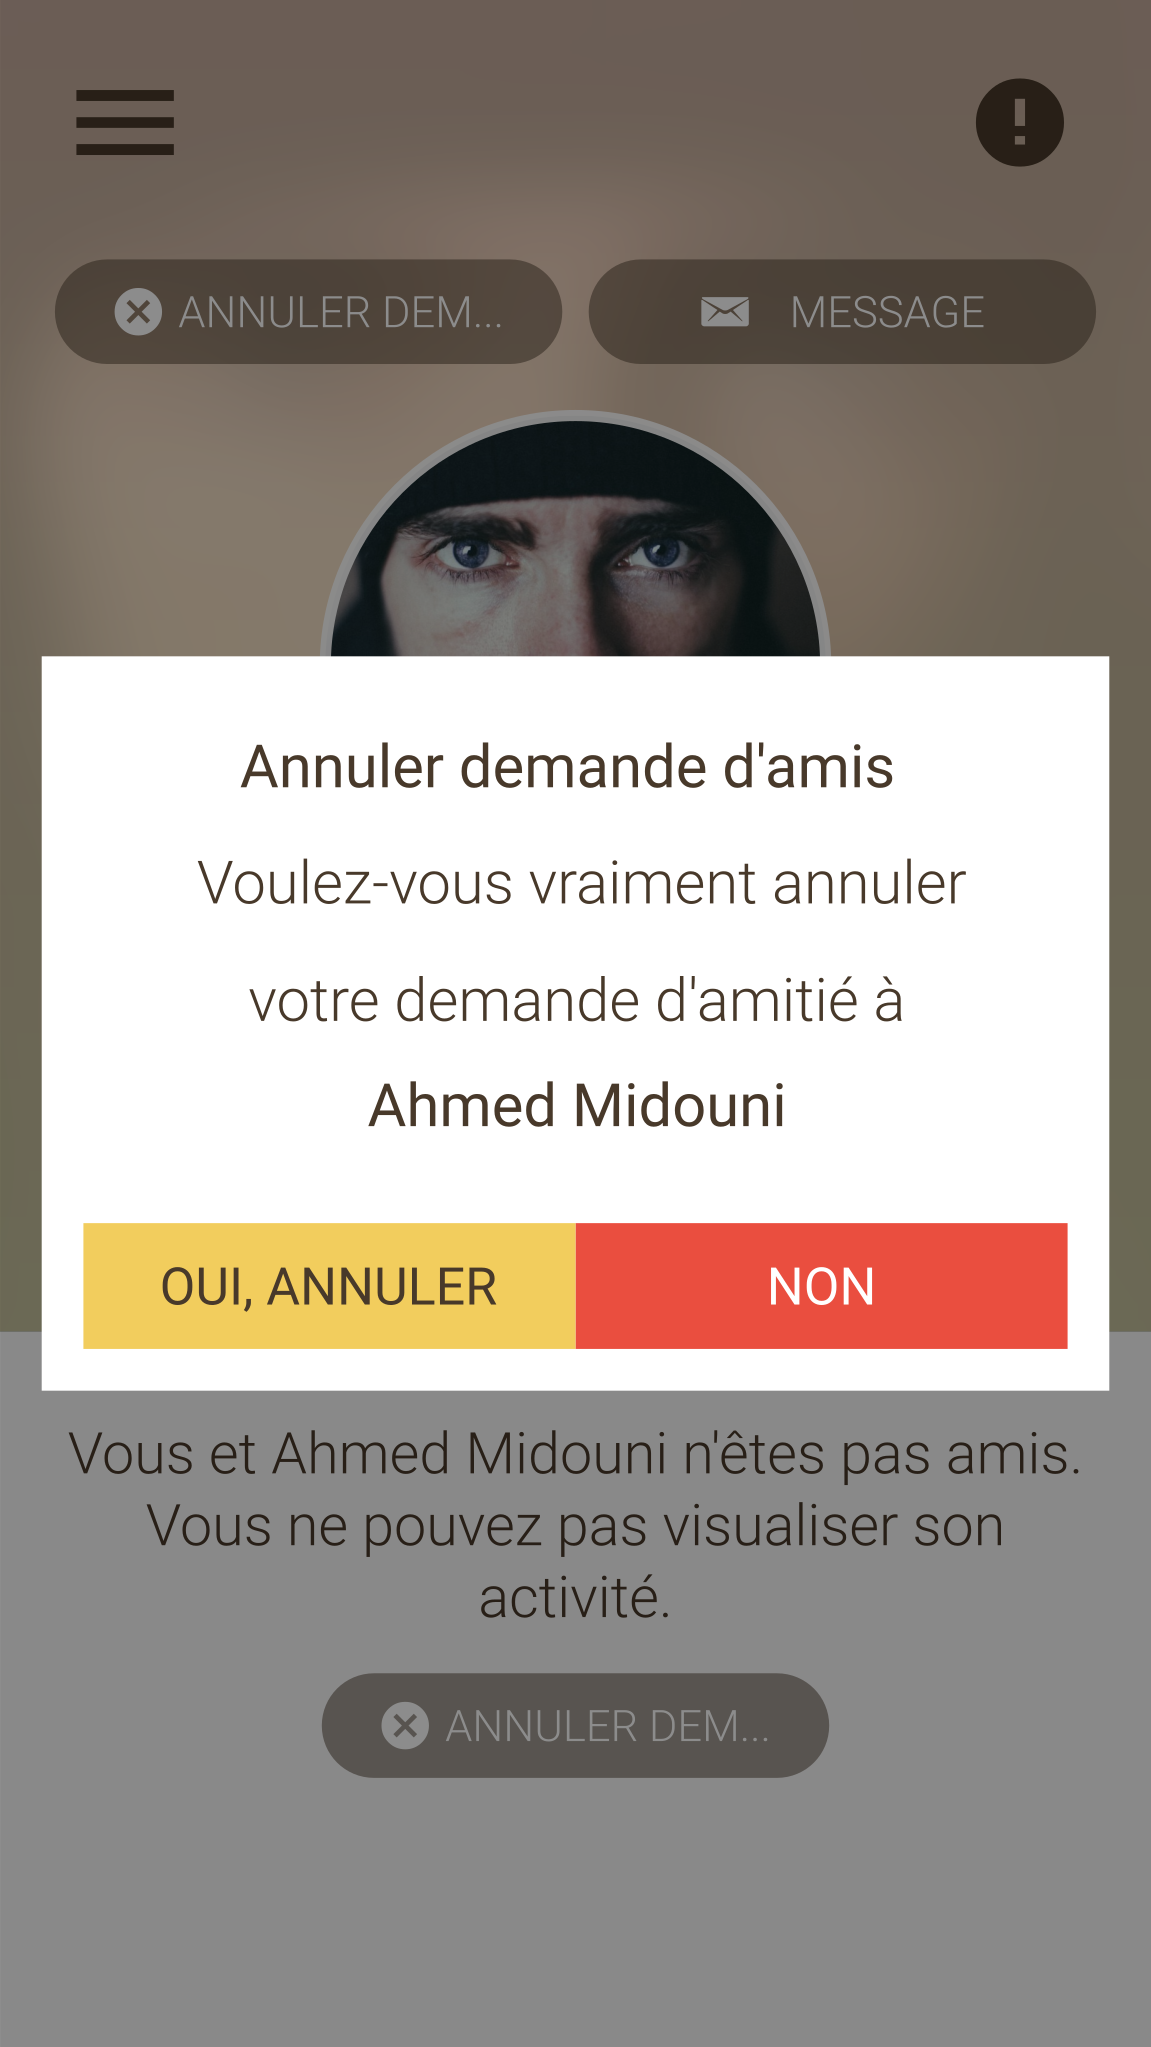 ANNULER DEM...
MESSAGE
Annuler demande d'amis
Voulez-vous vraiment annuler
votre demande d'amitié à
Ahmed Midouni
OUI, ANNULER
NON
Vous et Ahmed Midouni n'êtes pas amis.
Vous ne pouvez pas visualiser son
activité.
ANNULER DEM...